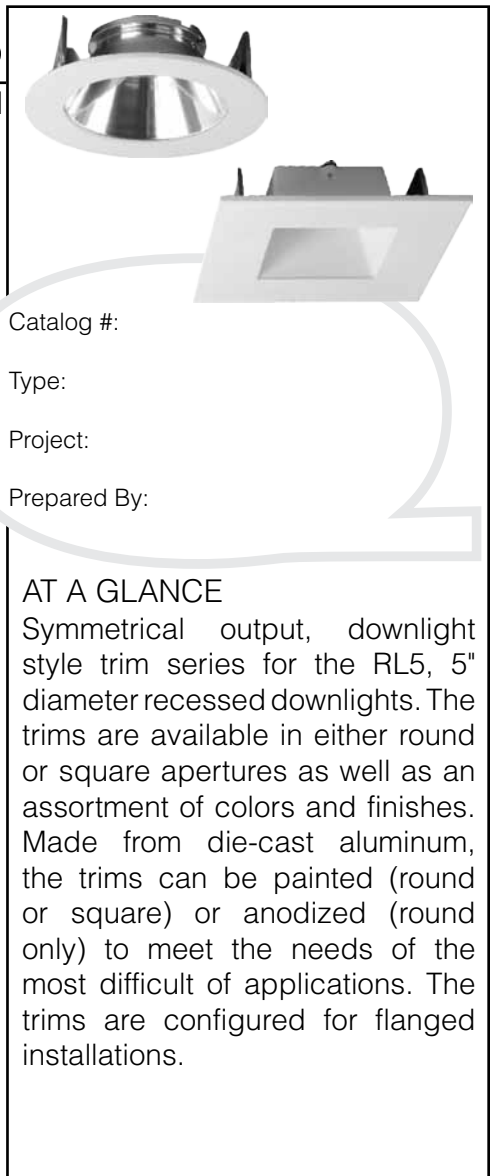 Catalog #:
Type:
Project:
Prepared By:
AT A GLANCE
Symmetrical output, downlight
style trim series for the RL5, 5"
diameter recessed downlights. The
trims are available in either round
or square apertures as well as an
assortment of colors and finishes.
Made from die-cast aluminum,
the trims can be painted (round
or square) or anodized (round
only) to meet the needs of the
most difficult of applications. The
trims are configured for flanged
installations.